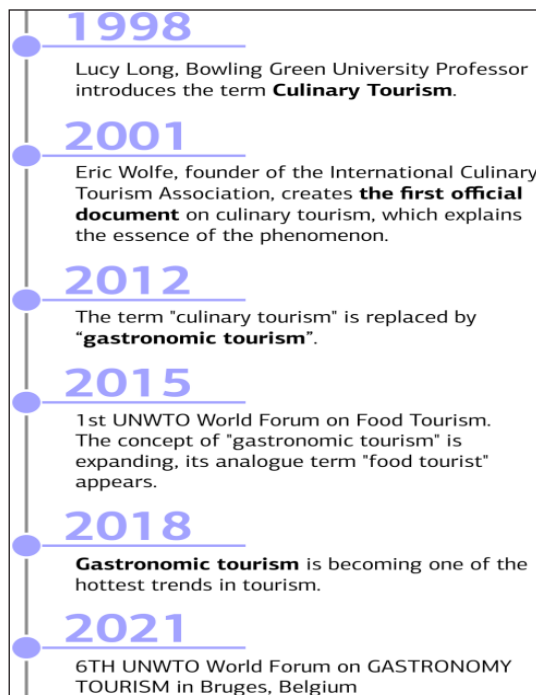 1998
Lucy Long, Bowling Green University Professor
introduces the term Culinary Tourism.
2001
Eric Wolfe, founder of the International Culinary
Tourism Association, creates the first official
document on culinary tourism, which explains
the essence of the phenomenon.
2012
The term "culinary tourism" is replaced by
“gastronomic tourism”.
2015
1st UNWTO World Forum on Food Tourism.
The concept of "gastronomic tourism" is
expanding, its analogue term "food tourist"
appears.
2018
Gastronomic tourism is becoming one of the
hottest trends in tourism.
2021
6TH UNWTO World Forum on GASTRONOMY
TOURISM in Bruges, Belgium